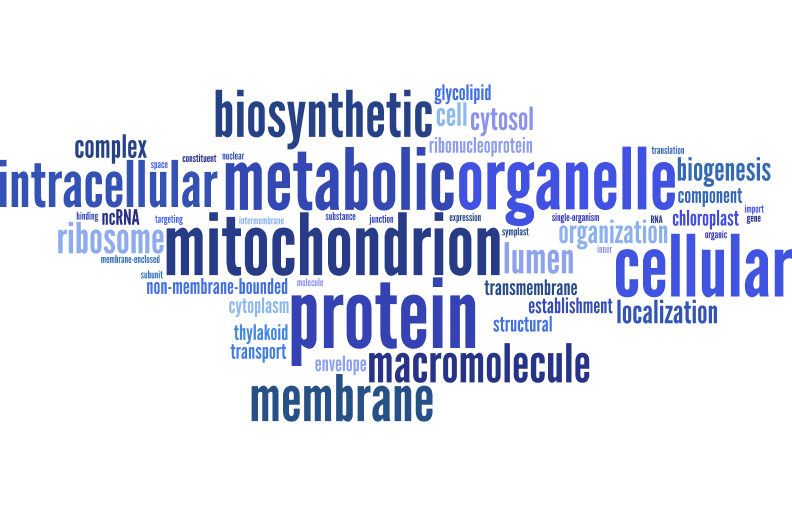 glycolipid
biosynthetic
cell
cytosol
complex
ribonucleoprotein
translation
space
constituent
nuclear
intracellular
metabolic
organelle
biogenesis
component
binding
ncRNA
targeting
intermembrane
substance
junction
expression
single-organism
RNA
chloroplast
import
gene
ribosome
mitochondrion
symplast
organization
organic
membrane-enclosed
lumen
inner
cellular
subunit
non-membrane-bounded
molecule
transmembrane
cytoplasm
protein
establishment
localization
thylakoid
structural
transport
envelope
macromolecule
membrane